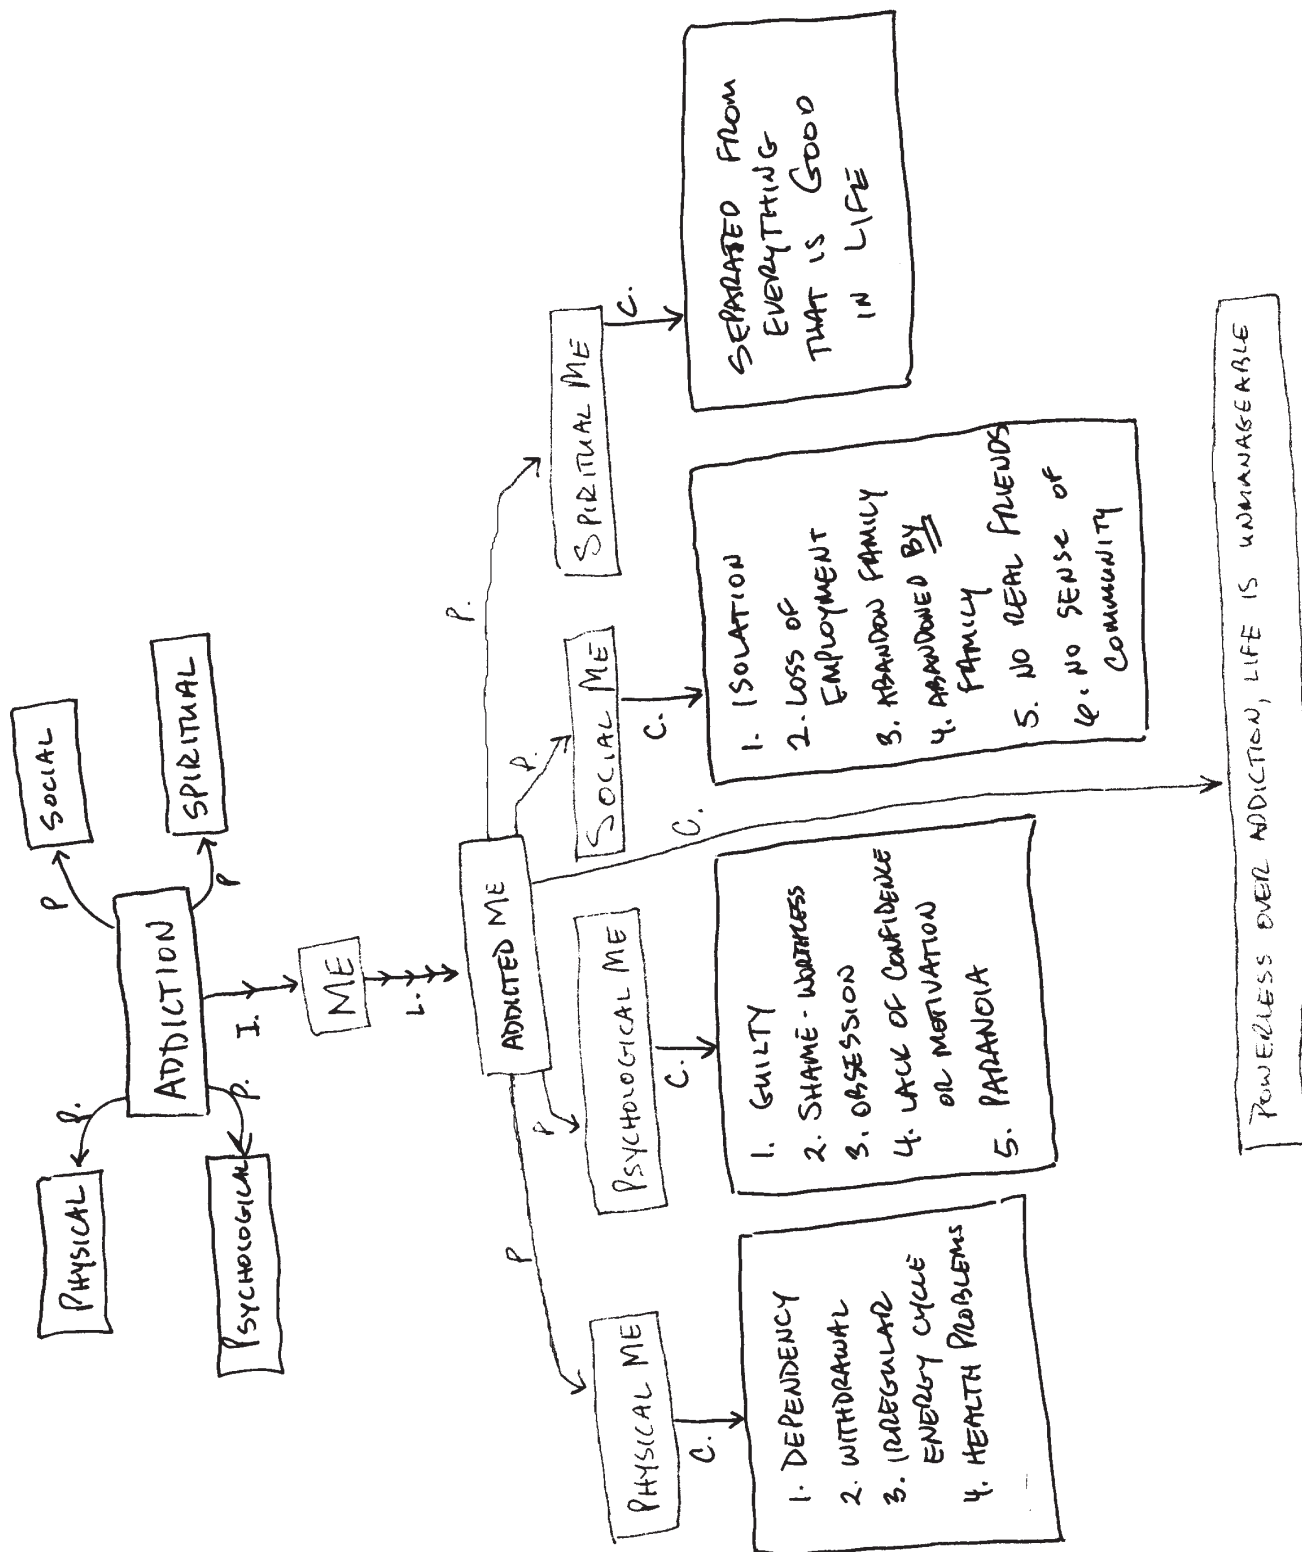 PHYSICAL
P.
SOCIAL
P
ADDICTION
PSYCHOLOGICAL
P.
SPIRITUAL
P
I.
ME
L.
ADDICTED ME
P
P
P.
P.
PHYSICAL ME
PSYCHOLOGICAL ME
SOCIAL ME
SPIRITUAL ME
C.
C.
C.
C.
C.
1. DEPENDENCY
2. WITHDRAWAL
3. IRREGULAR
ENERGY CYCLE
4. HEALTH PROBLEMS
1. GUILTY
2. SHAME - WORTHLESS
3. OBSESSION
4. LACK OF CONFIDENCE
OR MOTIVATION
5. PARANOIA
1. ISOLATION
2. LOSS OF
EMPLOYMENT
3. ABANDON FAMILY
4. ABANDONED BY
FAMILY
5. NO REAL FRIENDS
6. NO SENSE OF
COMMUNITY
SEPARATED FROM
EVERYTHING
THAT IS GOOD
IN LIFE
POWERLESS OVER ADDICTION, LIFE IS UNMANAGEABLE